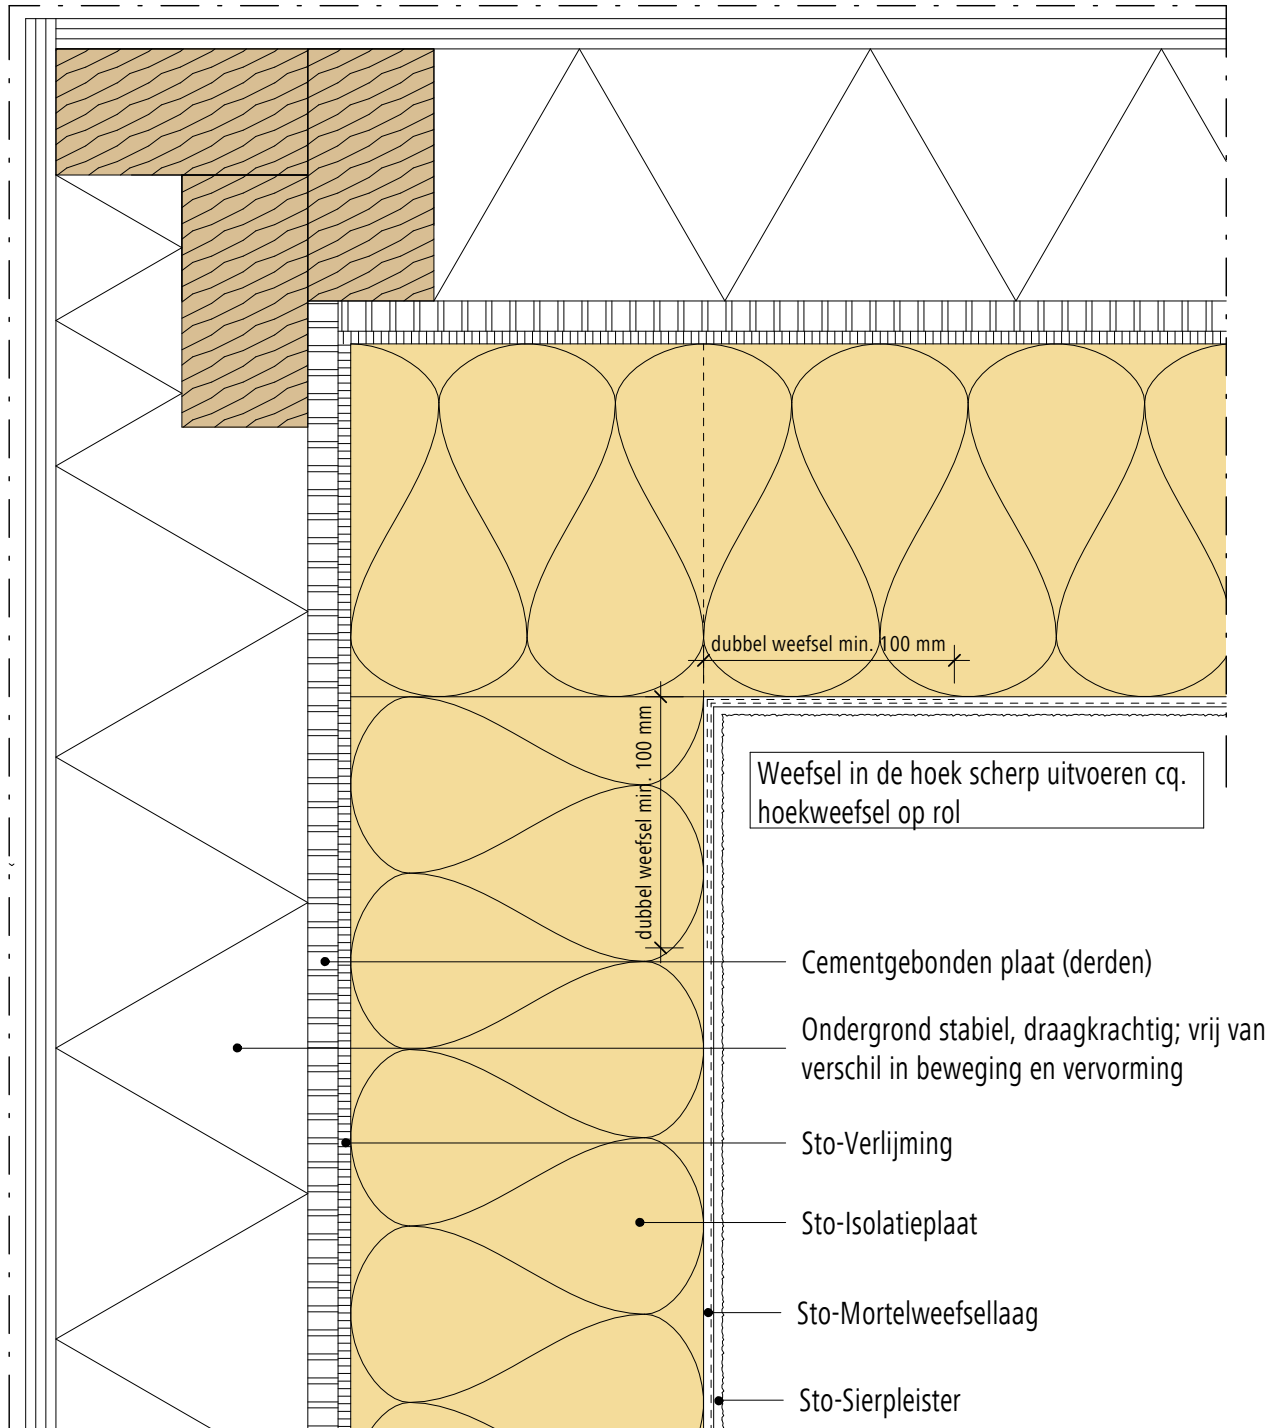 dubbel weefsel min. 100 mm
dubbel weefsel min. 100 mm
Weefsel in de hoek scherp uitvoeren cq.
hoekweefsel op rol
Cementgebonden plaat (derden)
Ondergrond stabiel, draagkrachtig; vrij van
verschil in beweging en vervorming
Sto-Verlijming
Sto-Isolatieplaat
Sto-Mortelweefsellaag
Sto-Sierpleister